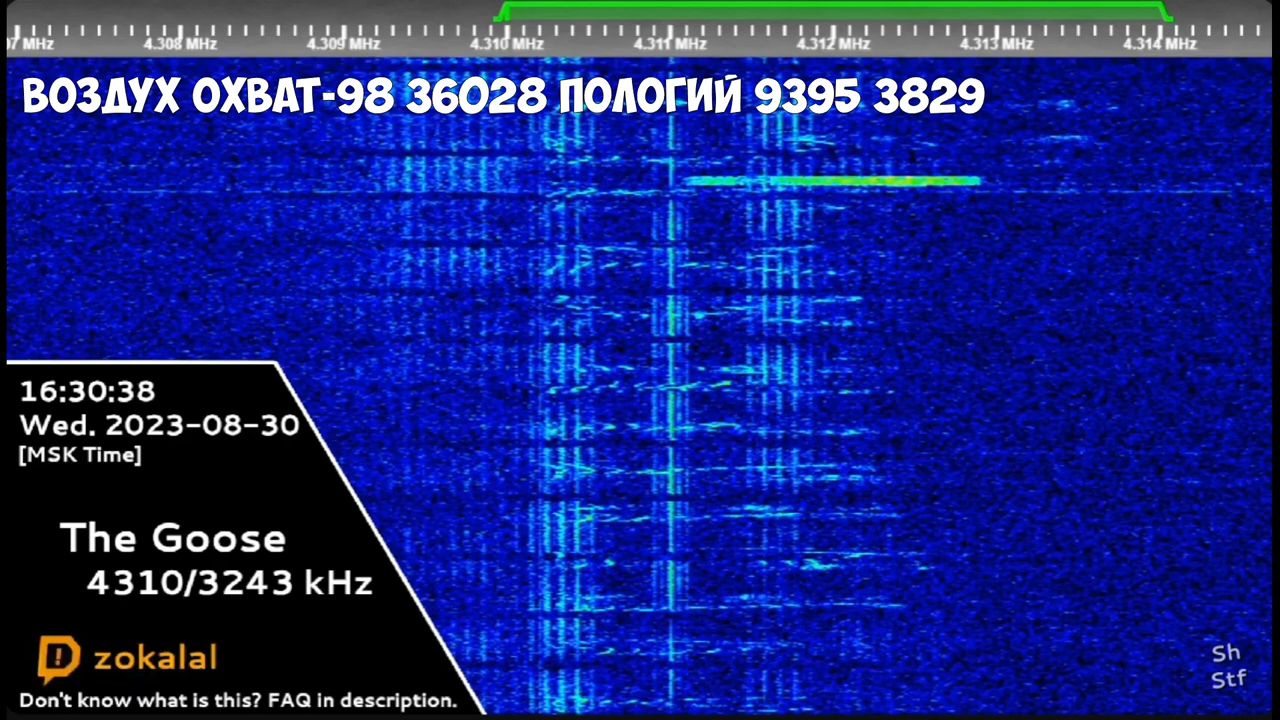 07 MHz 4.308 MHz 4.309 MHz 4.310 MHz 4.311 MHz 4.312 MHz 4.313 MHz 4.314 MHz
ВОЗДУХ ОХВАТ-98 36028 ПОЛОГИЙ 9395 3829
16:30:38
Wed. 2023-08-30
[MSK Time]
The Goose
4310/3243 kHz
zokalal
Sh
Stf
Don't know what is this? FAQ in description.